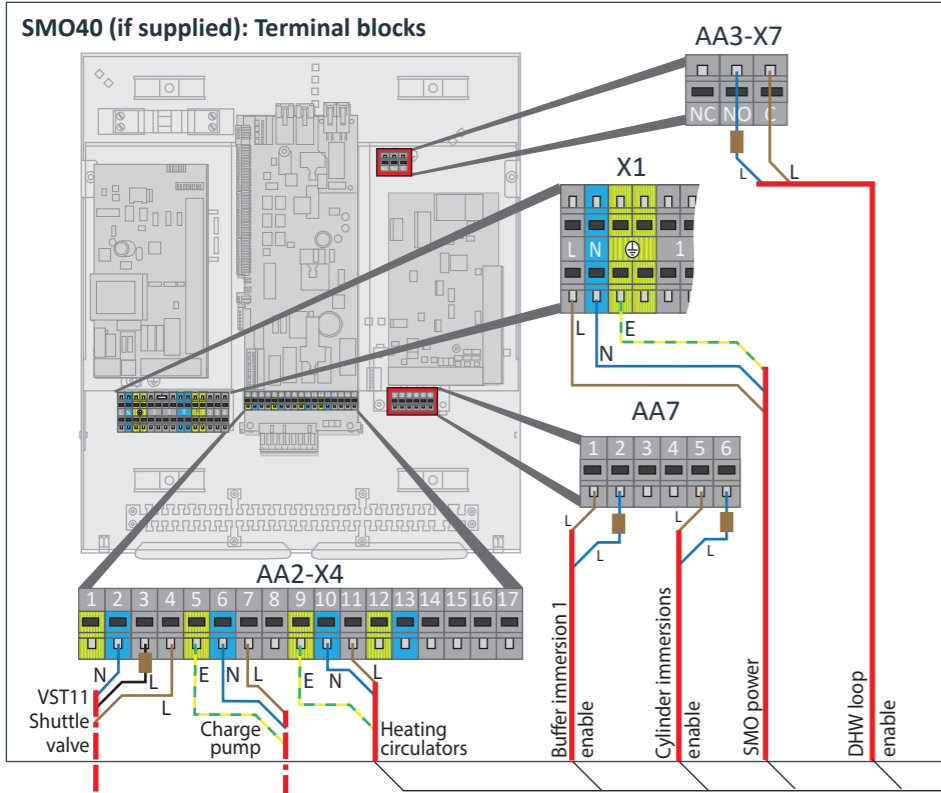 SMO40 (if supplied): Terminal blocks
AA3-X7
NC NO C
L L
X1
L N 1
L
N
E
AA7
1 2 3 4 5 6
L L
L L
AA2-X4
1 2 3 4 5 6 7 8 9 10 11 12 13 14 15 16 17
N L L
E N L
E N L
VST11
Shuttle
valve
Charge
pump
Heating
circulators
Buffer immersion 1
enable
Cylinder immersions
enable
SMO power
DHW loop
enable